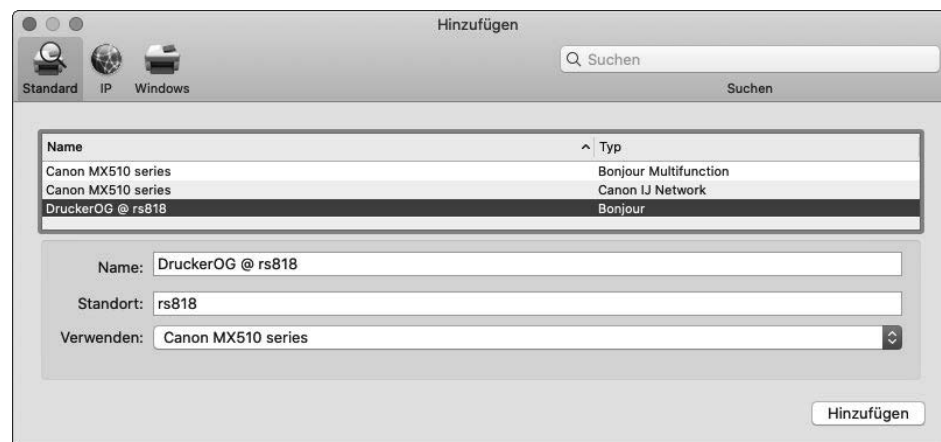 Hinzufügen
Suchen
Standard IP Windows Suchen
Name Typ
Canon MX510 series Bonjour Multifunction
Canon MX510 series Canon IJ Network
DruckerOG @ rs818 Bonjour
Name: DruckerOG @ rs818
Standort: rs818
Verwenden: Canon MX510 series
Hinzufügen